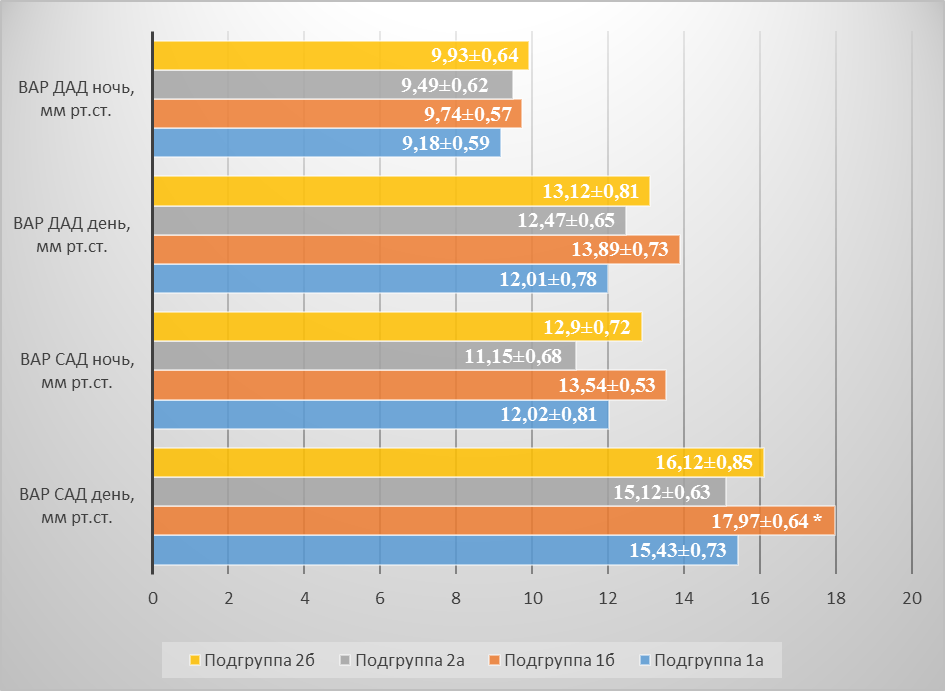 ВАР ДАД ночь,
мм рт.ст.
9,93±0,64
9,49±0,62
9,74±0,57
9,18±0,59
ВАР ДАД день,
мм рт.ст.
13,12±0,81
12,47±0,65
13,89±0,73
12,01±0,78
ВАР САД ночь,
мм рт.ст.
12,9±0,72
11,15±0,68
13,54±0,53
12,02±0,81
ВАР САД день,
мм рт.ст.
16,12±0,85
15,12±0,63
17,97±0,64 *
15,43±0,73
0 2 4 6 8 10 12 14 16 18 20
Подгруппа 2б Подгруппа 2а Подгруппа 1б Подгруппа 1а